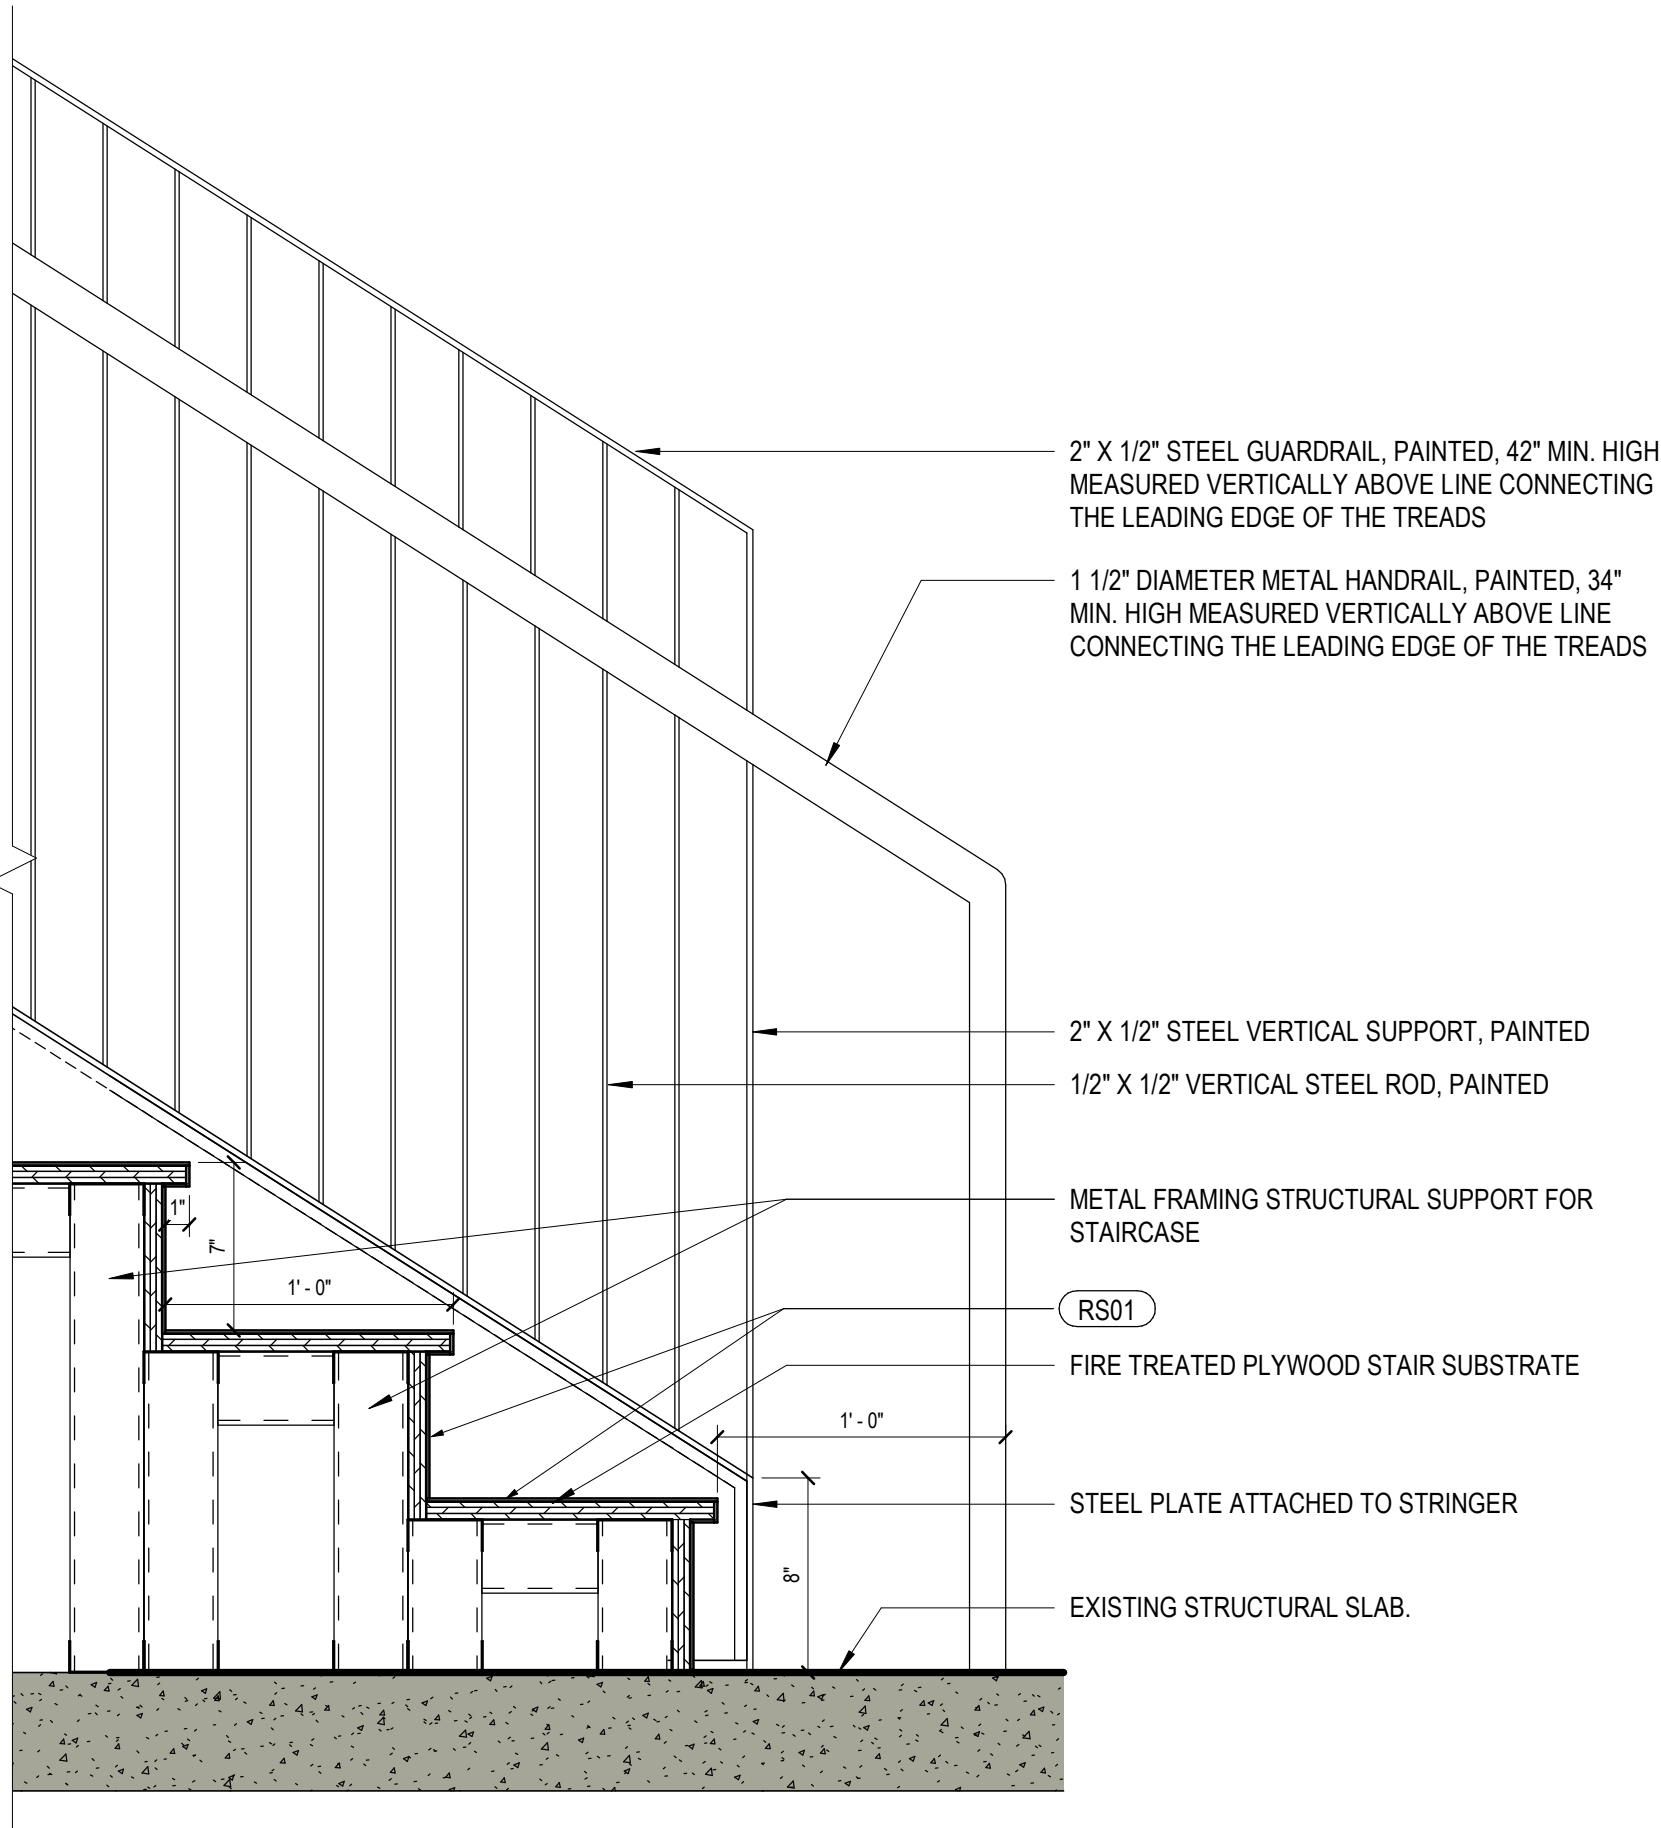 2" X 1/2" STEEL GUARDRAIL, PAINTED, 42" MIN. HIGH
MEASURED VERTICALLY ABOVE LINE CONNECTING
THE LEADING EDGE OF THE TREADS
1 1/2" DIAMETER METAL HANDRAIL, PAINTED, 34"
MIN. HIGH MEASURED VERTICALLY ABOVE LINE
CONNECTING THE LEADING EDGE OF THE TREADS
2" X 1/2" STEEL VERTICAL SUPPORT, PAINTED
1/2" X 1/2" VERTICAL STEEL ROD, PAINTED
METAL FRAMING STRUCTURAL SUPPORT FOR
STAIRCASE
1"
7"
1' - 0"
RS01
FIRE TREATED PLYWOOD STAIR SUBSTRATE
1' - 0"
STEEL PLATE ATTACHED TO STRINGER
8"
EXISTING STRUCTURAL SLAB.